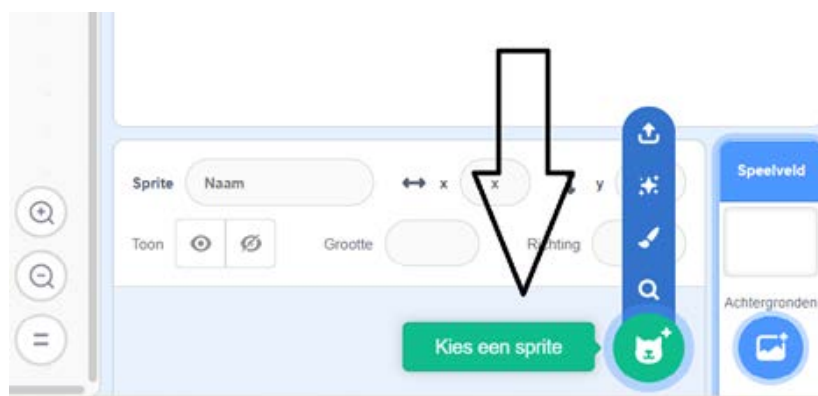 Sprite Naam x x y
Speelveld
Toon Grootte Richting
Achtergronden
Kies een sprite